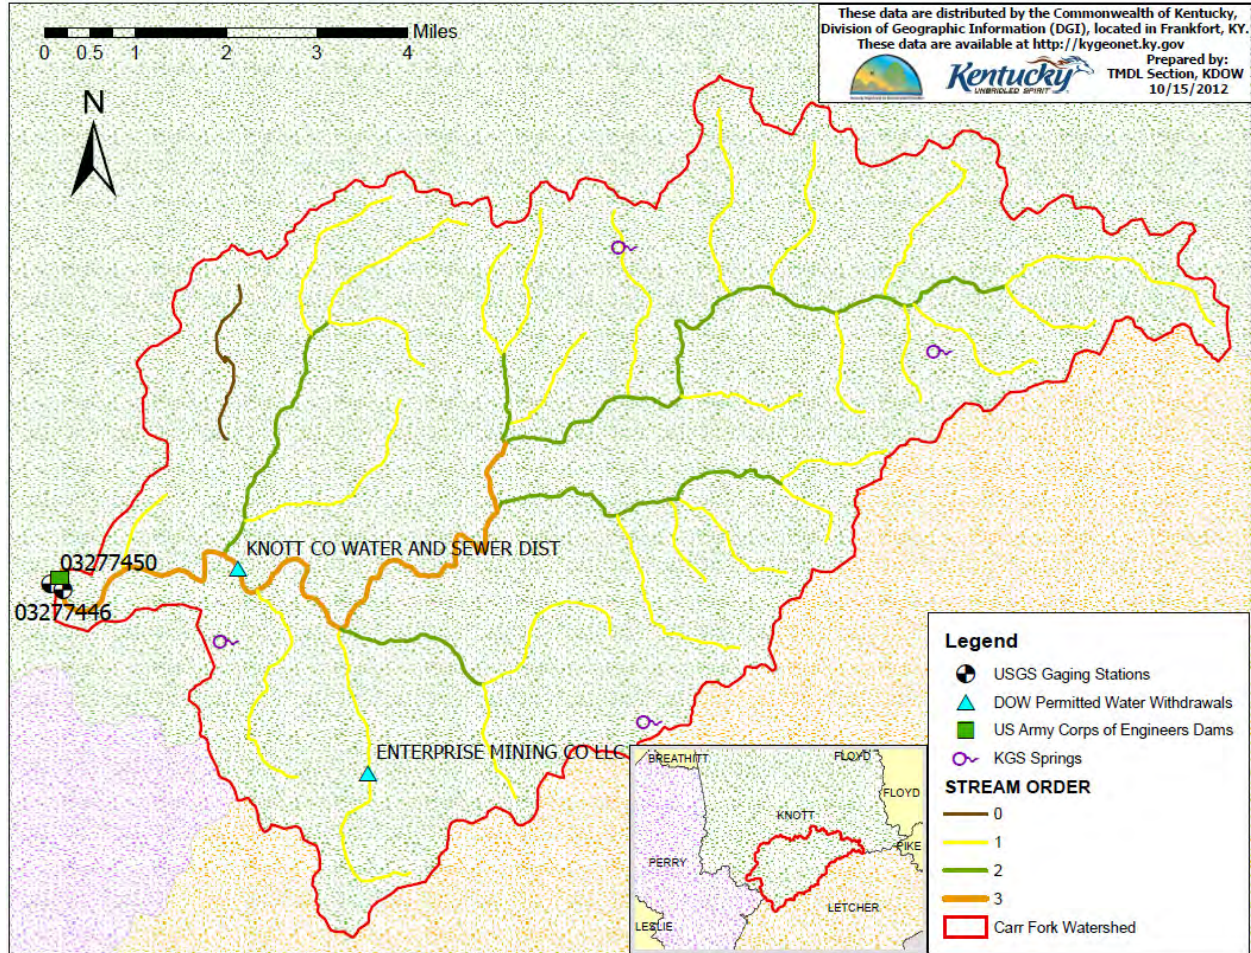 These data are distributed by the Commonwealth of Kentucky,
Division of Geographic Information (DGI), located in Frankfort, KY.
These data are available at http://kygeonet.ky.gov
Kentucky
UNBRIDLED SPIRIT
Prepared by:
TMDL Section, KDOW
10/15/2012
Miles
0 0.5 1 2 3 4
N
KNOTT CO WATER AND SEWER DIST
03277450
03277446
ENTERPRISE MINING CO LLC
BREATHITT
FLOYD
FLOYD
KNOTT
PIKE
PERRY
LETCHER
LESLIE
Legend
USGS Gaging Stations
DOW Permitted Water Withdrawals
US Army Corps of Engineers Dams
KGS Springs
STREAM ORDER
0
1
2
3
Carr Fork Watershed